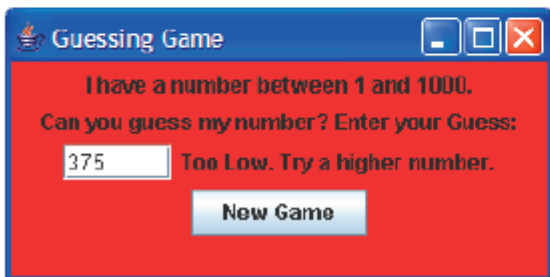 Guessing Game
I have a number between 1 and 1000.
Can you guess my number? Enter your Guess:
375 Too Low. Try a higher number.
New Game